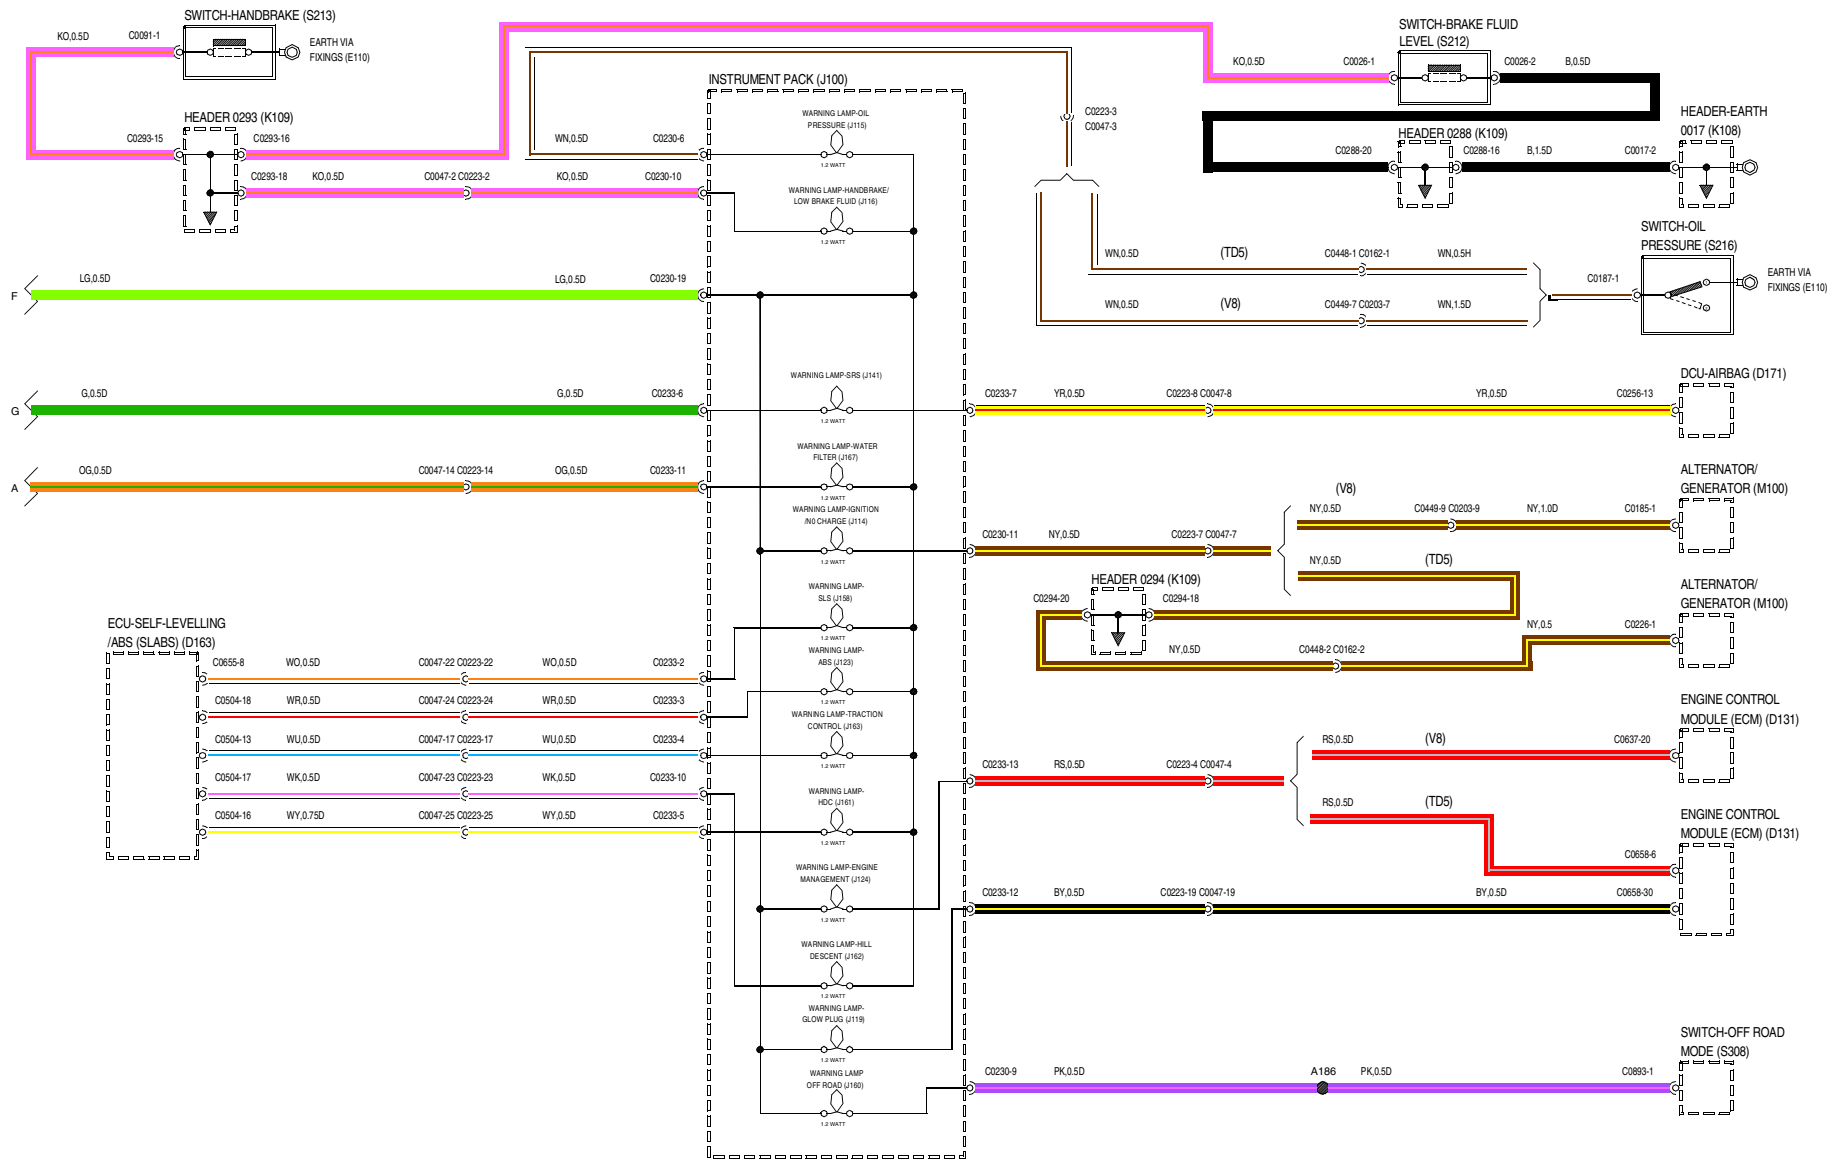 SWITCH-HANDBRAKE (S213)
KO,0.5D
C0091-1
EARTH VIA
FIXINGS (E110)
HEADER 0293 (K109)
C0293-15
C0293-16
C0293-18
KO,0.5D
C0047-2 C0223-2
KO,0.5D
C0230-10
WN,0.5D
C0230-6
INSTRUMENT PACK (J100)
WARNING LAMP-OIL
PRESSURE (J115)
1.2 WATT
WARNING LAMP-HANDBRAKE/
LOW BRAKE FLUID (J116)
1.2 WATT
C0223-3
C0047-3
SWITCH-BRAKE FLUID
LEVEL (S212)
KO,0.5D
C0026-1
C0026-2
B,0.5D
HEADER-EARTH
0017 (K108)
HEADER 0288 (K109)
C0288-20
C0288-16
B,1.5D
C0017-2
SWITCH-OIL
PRESSURE (S216)
WN,0.5D
(TD5)
C0448-1 C0162-1
WN,0.5H
C0187-1
EARTH VIA
FIXINGS (E110)
WN,0.5D
(V8)
C0449-7 C0203-7
WN,1.5D
F
LG,0.5D
LG,0.5D
C0230-19
G
G,0.5D
G,0.5D
C0233-6
WARNING LAMP-SRS (J141)
1.2 WATT
C0233-7
YR,0.5D
C0223-8 C0047-8
YR,0.5D
C0256-13
DCU-AIRBAG (D171)
A
OG,0.5D
C0047-14 C0223-14
OG,0.5D
C0233-11
WARNING LAMP-WATER
FILTER (J167)
1.2 WATT
WARNING LAMP-IGNITION
/N0 CHARGE (J114)
1.2 WATT
C0230-11
NY,0.5D
C0223-7 C0047-7
(V8)
NY,0.5D
C0449-9 C0203-9
NY,1.0D
C0185-1
ALTERNATOR/
GENERATOR (M100)
NY,0.5D
(TD5)
HEADER 0294 (K109)
C0294-20
C0294-18
NY,0.5D
C0448-2 C0162-2
NY,0.5
C0226-1
ALTERNATOR/
GENERATOR (M100)
WARNING LAMP-
SLS (J158)
1.2 WATT
WARNING LAMP-
ABS (J123)
1.2 WATT
WARNING LAMP-TRACTION
CONTROL (J163)
1.2 WATT
WARNING LAMP-
HDC (J161)
1.2 WATT
ECU-SELF-LEVELLING
/ABS (SLABS) (D163)
C0655-8
WO,0.5D
C0047-22 C0223-22
WO,0.5D
C0233-2
C0504-18
WR,0.5D
C0047-24 C0223-24
WR,0.5D
C0233-3
C0504-13
WU,0.5D
C0047-17 C0223-17
WU,0.5D
C0233-4
C0504-17
WK,0.5D
C0047-23 C0223-23
WK,0.5D
C0233-10
C0504-16
WY,0.75D
C0047-25 C0223-25
WY,0.5D
C0233-5
C0233-13
RS,0.5D
C0223-4 C0047-4
RS,0.5D
(V8)
C0637-20
ENGINE CONTROL
MODULE (ECM) (D131)
RS,0.5D
(TD5)
C0658-6
ENGINE CONTROL
MODULE (ECM) (D131)
WARNING LAMP-ENGINE
MANAGEMENT (J124)
1.2 WATT
C0233-12
BY,0.5D
C0223-19 C0047-19
BY,0.5D
C0658-30
WARNING LAMP-HILL
DESCENT (J162)
1.2 WATT
WARNING LAMP-
GLOW PLUG (J119)
1.2 WATT
WARNING LAMP
OFF ROAD (J160)
1.2 WATT
C0230-9
PK,0.5D
A186
PK,0.5D
C0893-1
SWITCH-OFF ROAD
MODE (S308)